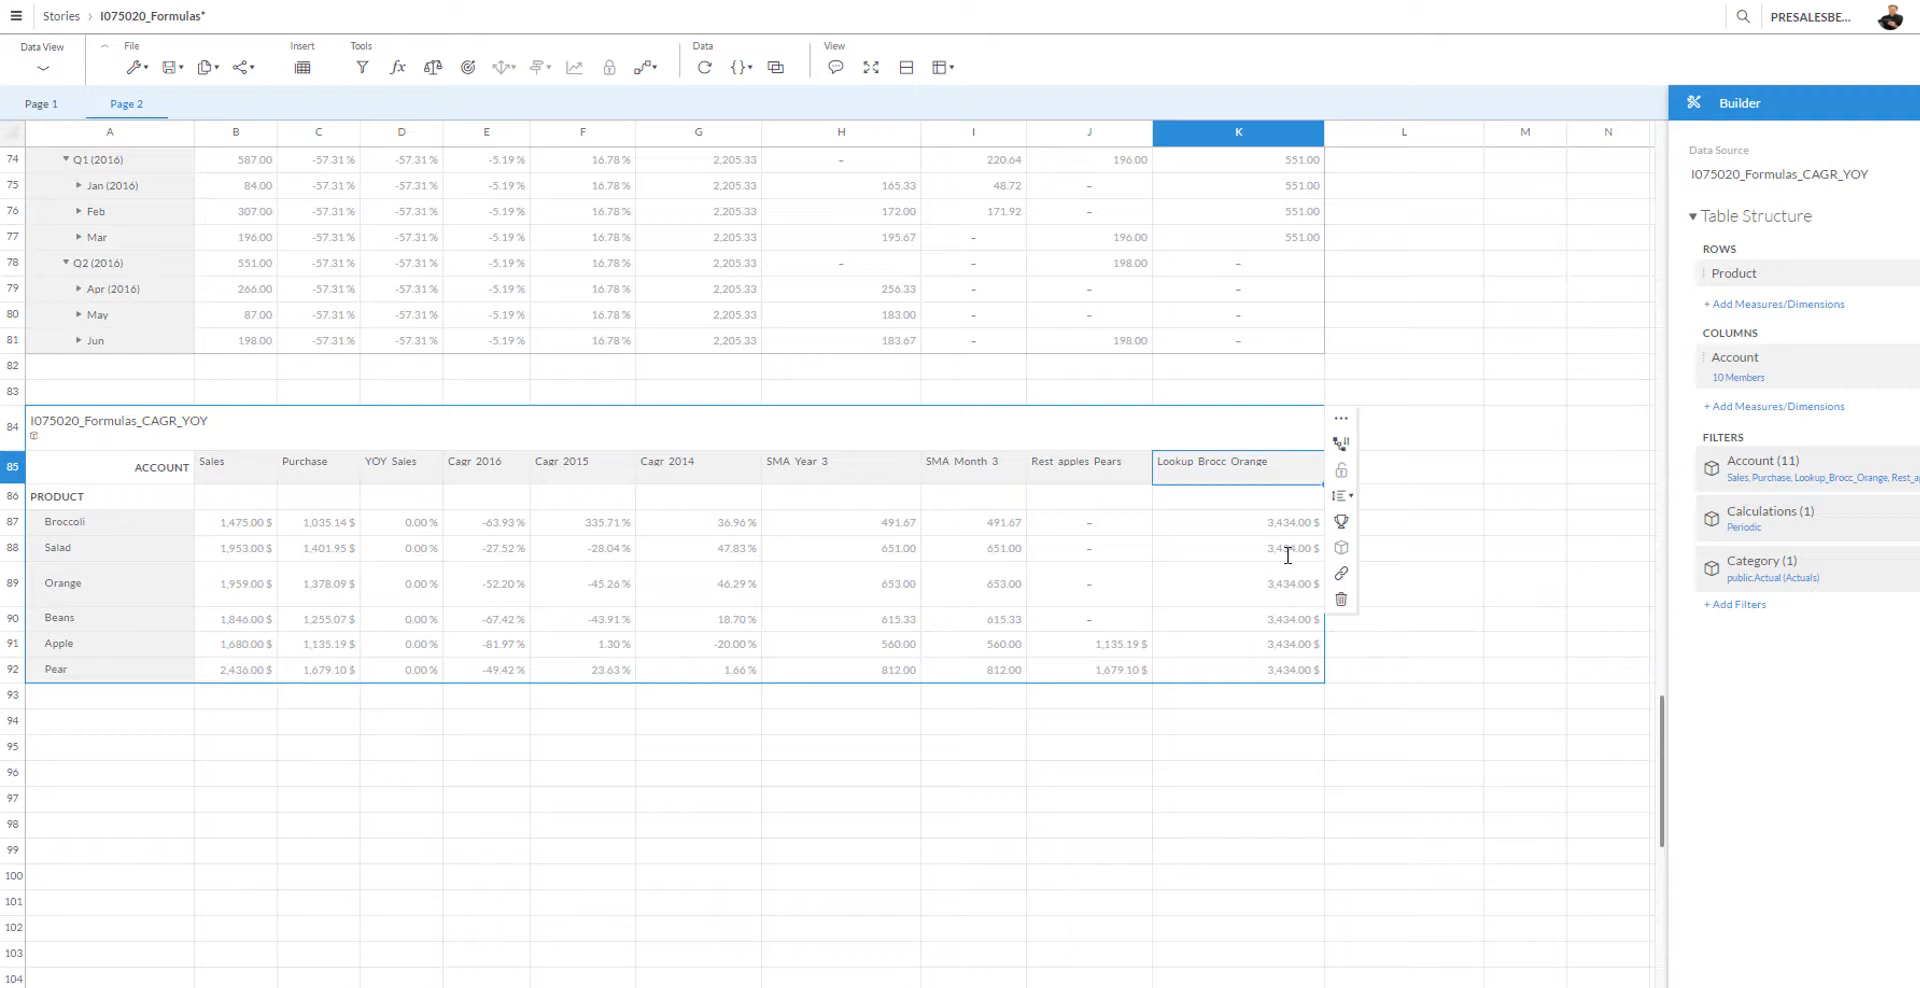 Stories > I075020_Formulas*
PRESALESBE...
Data View
File Insert Tools Data View
Page 1 Page 2
Builder
A B C D E F G H I J K L M N
74 Q1 (2016) 587.00 -57.31 % -57.31 % -5.19 % 16.78 % 2,205.33 – 220.64 196.00 551.00
75 Jan (2016) 84.00 -57.31 % -57.31 % -5.19 % 16.78 % 2,205.33 165.33 48.72 – 551.00
76 Feb 307.00 -57.31 % -57.31 % -5.19 % 16.78 % 2,205.33 172.00 171.92 – 551.00
77 Mar 196.00 -57.31 % -57.31 % -5.19 % 16.78 % 2,205.33 195.67 – 196.00 551.00
78 Q2 (2016) 551.00 -57.31 % -57.31 % -5.19 % 16.78 % 2,205.33 – – 198.00 –
79 Apr (2016) 266.00 -57.31 % -57.31 % -5.19 % 16.78 % 2,205.33 256.33 – – –
80 May 87.00 -57.31 % -57.31 % -5.19 % 16.78 % 2,205.33 183.00 – – –
81 Jun 198.00 -57.31 % -57.31 % -5.19 % 16.78 % 2,205.33 183.67 – 198.00 –
82
83
84 I075020_Formulas_CAGR_YOY
85 ACCOUNT Sales Purchase YOY Sales Cagr 2016 Cagr 2015 Cagr 2014 SMA Year 3 SMA Month 3 Rest apples Pears Lookup Brocc Orange
86 PRODUCT
87 Broccoli 1,475.00 $ 1,035.14 $ 0.00 % -63.93 % 335.71 % 36.96 % 491.67 491.67 – 3,434.00 $
88 Salad 1,953.00 $ 1,401.95 $ 0.00 % -27.52 % -28.04 % 47.83 % 651.00 651.00 – 3,434.00 $
89 Orange 1,959.00 $ 1,378.09 $ 0.00 % -52.20 % -45.26 % 46.29 % 653.00 653.00 – 3,434.00 $
90 Beans 1,846.00 $ 1,255.07 $ 0.00 % -67.42 % -43.91 % 18.70 % 615.33 615.33 – 3,434.00 $
91 Apple 1,680.00 $ 1,135.19 $ 0.00 % -81.97 % 1.30 % -20.00 % 560.00 560.00 1,135.19 $ 3,434.00 $
92 Pear 2,436.00 $ 1,679.10 $ 0.00 % -49.42 % 23.63 % 1.66 % 812.00 812.00 1,679.10 $ 3,434.00 $
93
94
95
96
97
98
99
100
101
102
103
104
Data Source
I075020_Formulas_CAGR_YOY
Table Structure
ROWS
Product
+ Add Measures/Dimensions
COLUMNS
Account
10 Members
+ Add Measures/Dimensions
FILTERS
Account (11)
Sales, Purchase, Lookup_Brocc_Orange, Rest_a
Calculations (1)
Periodic
Category (1)
public.Actual (Actuals)
+ Add Filters